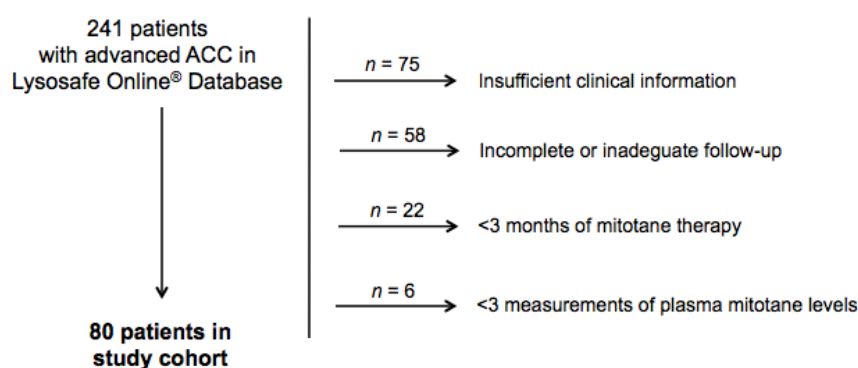 241 patients
with advanced ACC in
Lysosafe Online® Database
n = 75
Insufficient clinical information
n = 58
Incomplete or inadeguate follow-up
n = 22
<3 months of mitotane therapy
n = 6
<3 measurements of plasma mitotane levels
80 patients in
study cohort